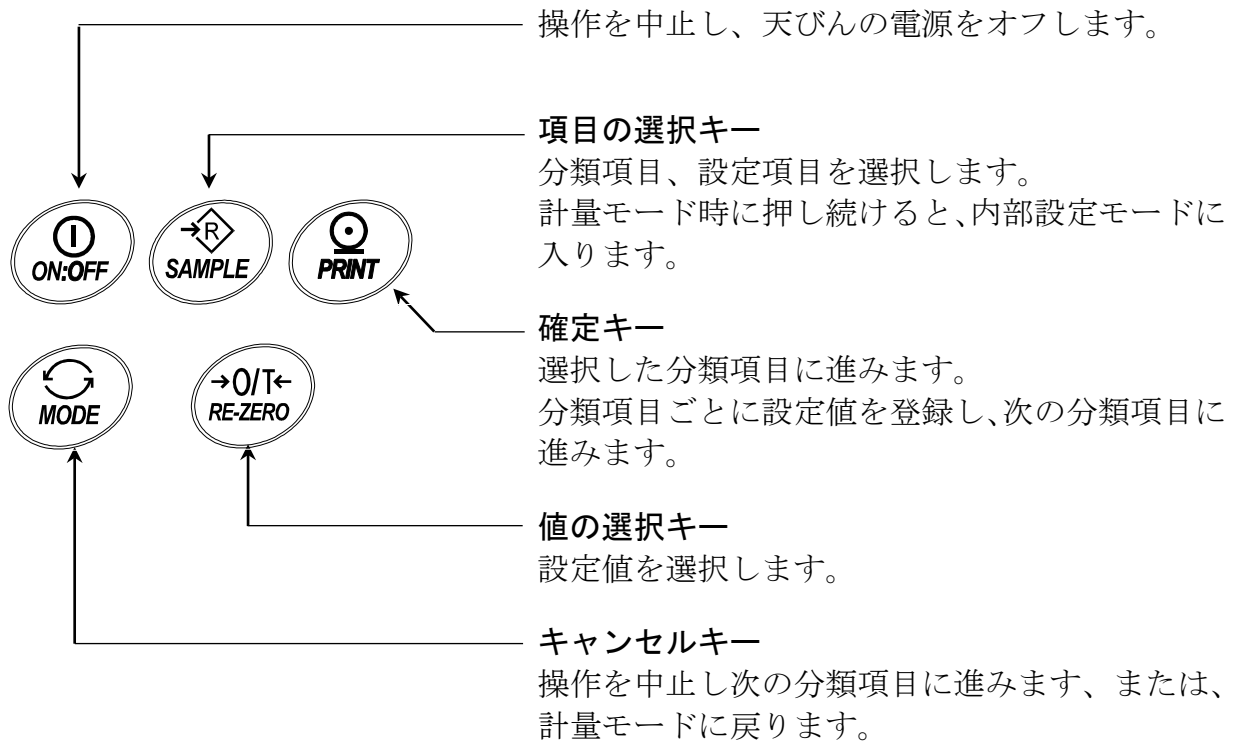 操作を中止し、天びんの電源をオフします。
項目の選択キー
分類項目、設定項目を選択します。
計量モード時に押し続けると、内部設定モードに
入ります。
ON:OFF
→R
SAMPLE
PRINT
確定キー
選択した分類項目に進みます。
分類項目ごとに設定値を登録し、次の分類項目に
進みます。
MODE
→O/T←
RE-ZERO
値の選択キー
設定値を選択します。
キャンセルキー
操作を中止し次の分類項目に進みます、または、
計量モードに戻ります。